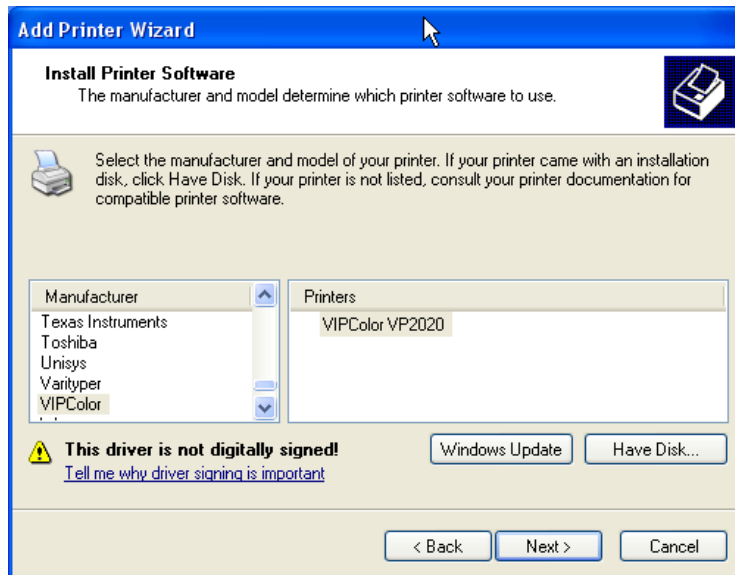 Add Printer Wizard
Install Printer Software
The manufacturer and model determine which printer software to use.
Select the manufacturer and model of your printer. If your printer came with an installation
disk, click Have Disk. If your printer is not listed, consult your printer documentation for
compatible printer software.
Manufacturer
Texas Instruments
Toshiba
Unisys
Varityper
VIPColor
Printers
VIPColor VP2020
This driver is not digitally signed!
Tell me why driver signing is important
Windows Update
Have Disk...
< Back
Next >
Cancel